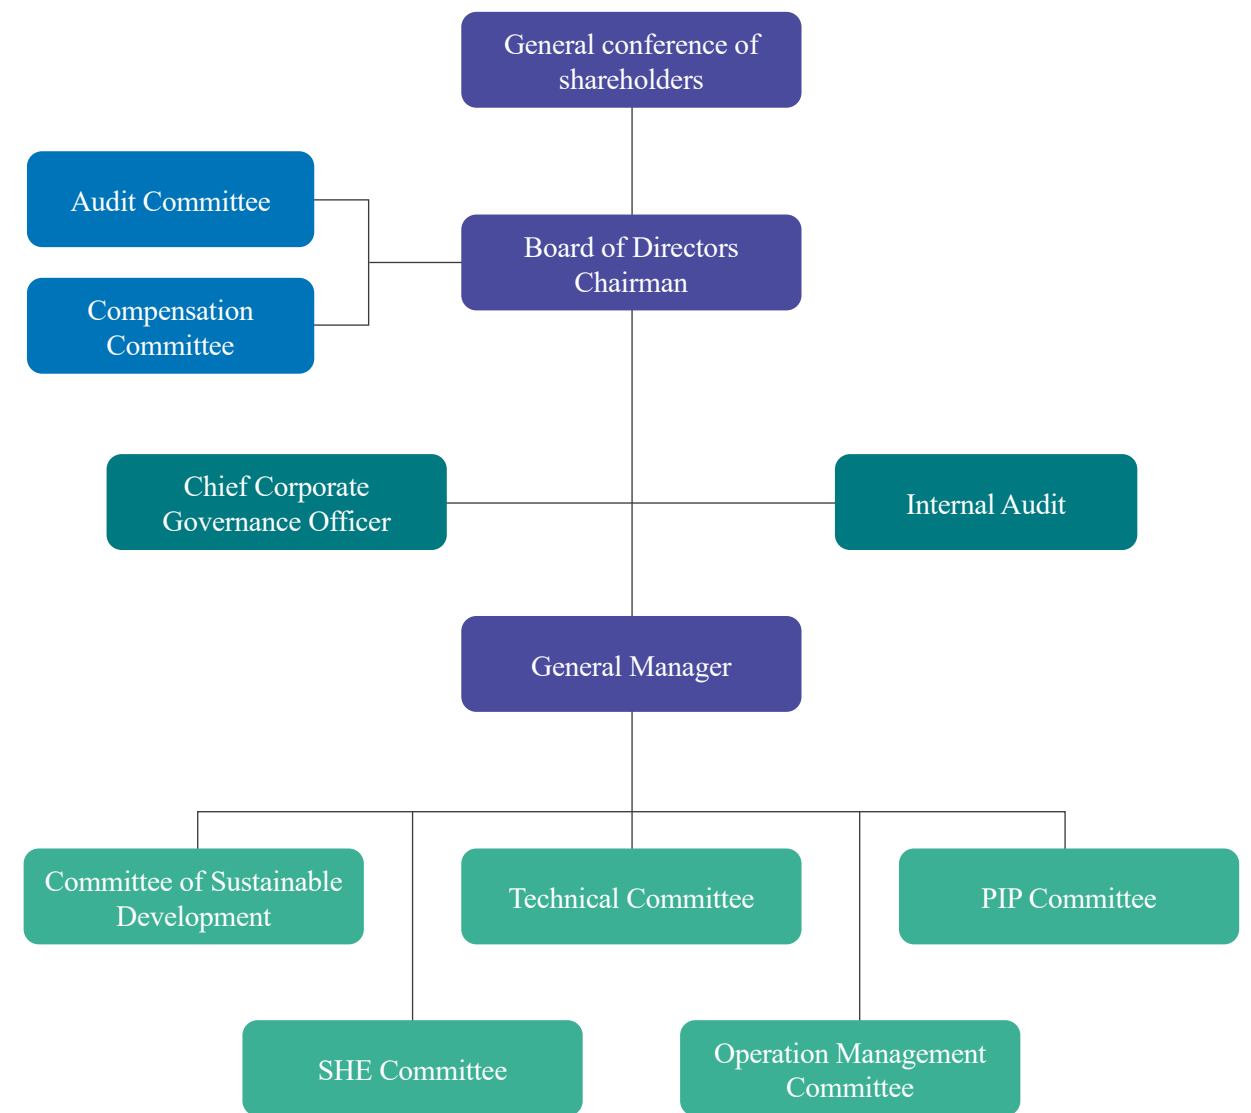 General conference of
shareholders
Audit Committee
Board of Directors
Chairman
Compensation
Committee
Chief Corporate
Governance Officer
Internal Audit
General Manager
Committee of Sustainable
Development
Technical Committee
PIP Committee
SHE Committee
Operation Management
Committee